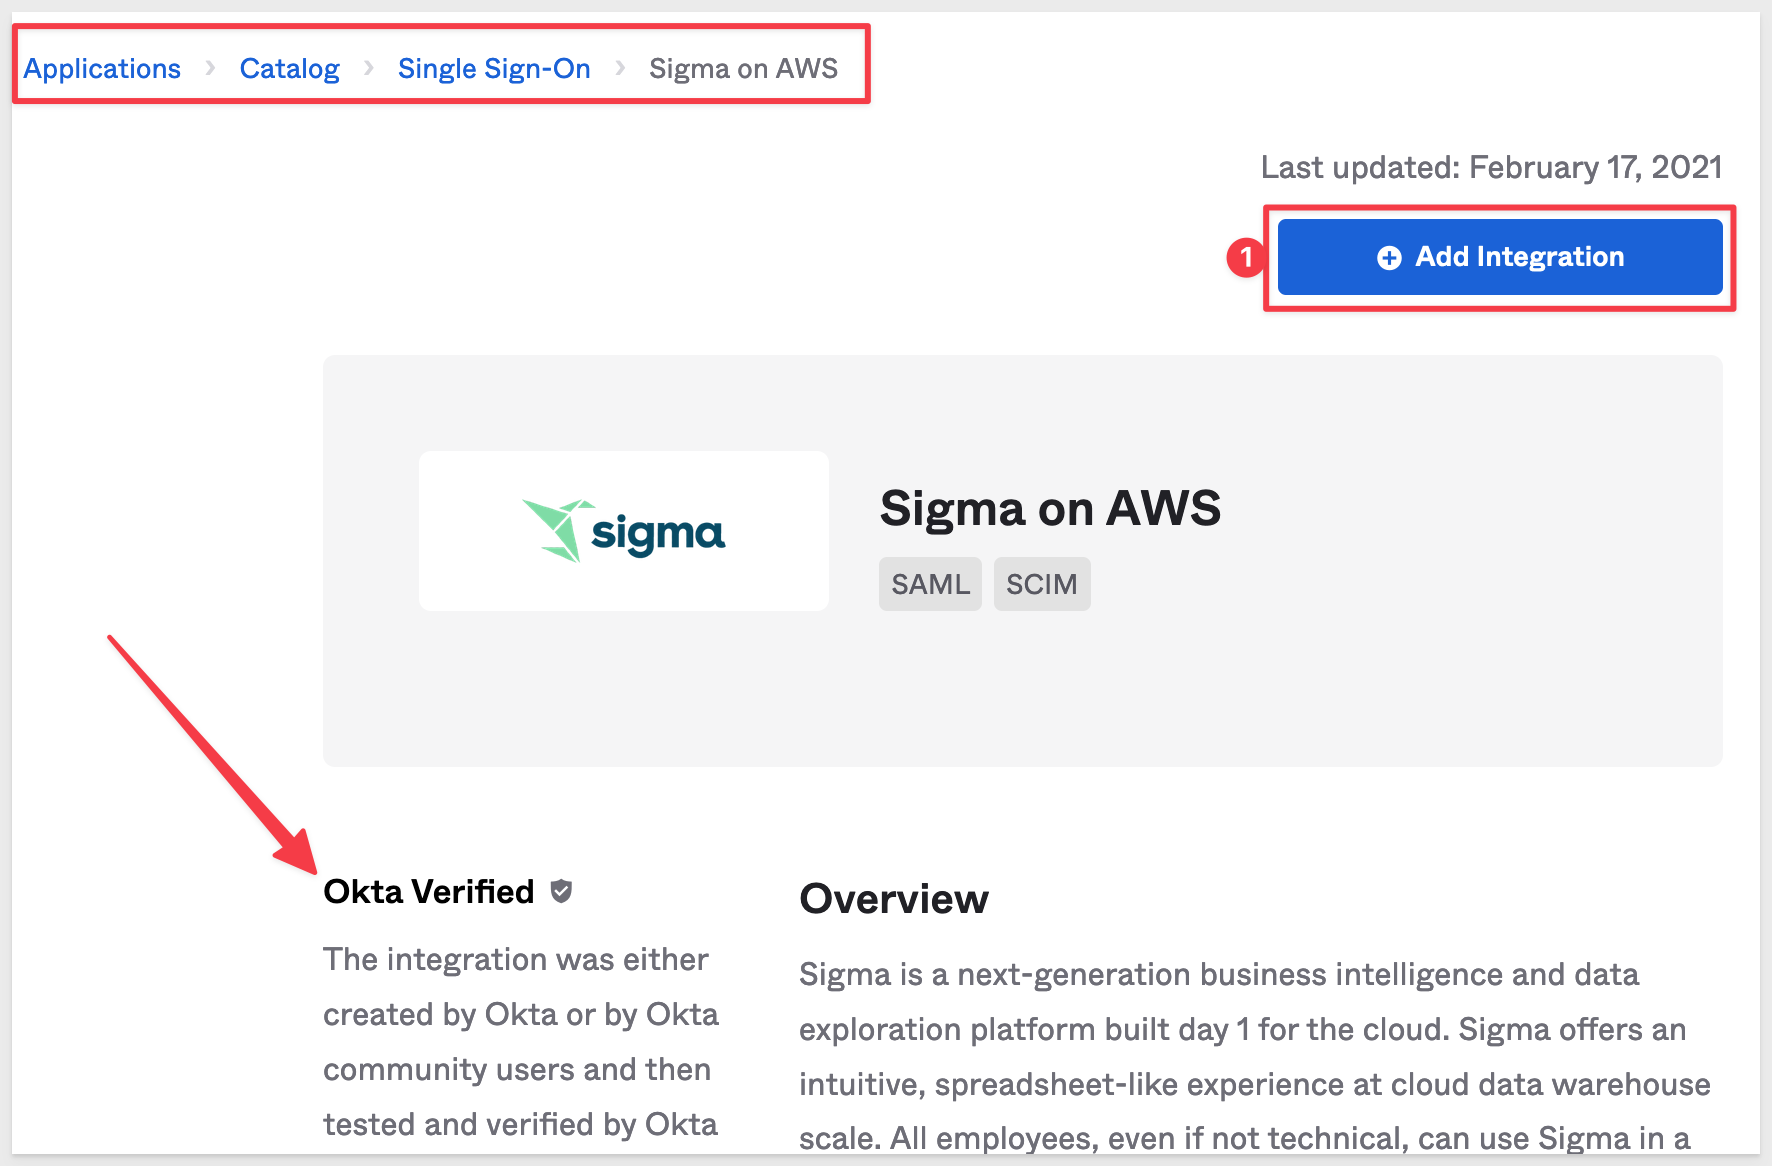 Applications > Catalog > Single Sign-On > Sigma on AWS
Last updated: February 17, 2021
1
Add Integration
sigma
Sigma on AWS
SAML SCIM
Okta Verified
The integration was either
created by Okta or by Okta
community users and then
tested and verified by Okta
Overview
Sigma is a next-generation business intelligence and data
exploration platform built day 1 for the cloud. Sigma offers an
intuitive, spreadsheet-like experience at cloud data warehouse
scale. All employees, even if not technical, can use Sigma in a